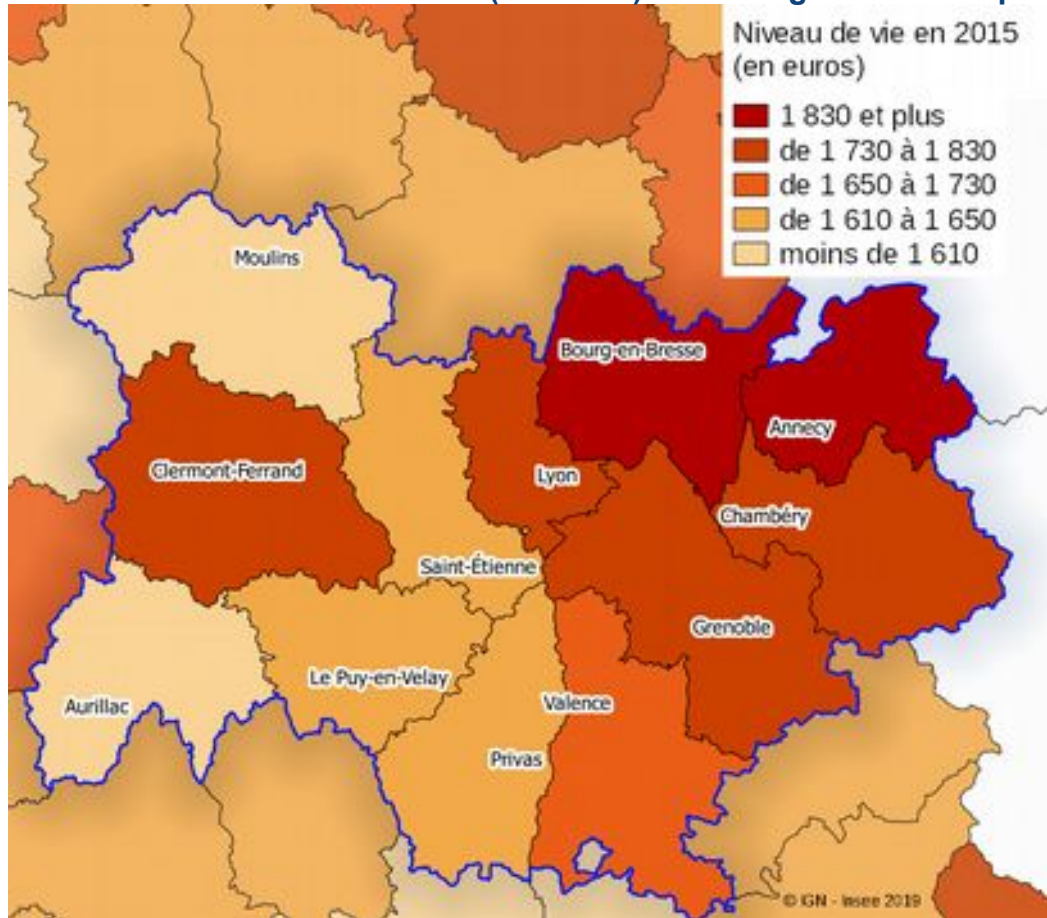 Niveau de vie en 2015
(en euros)
1 830 et plus
de 1 730 à 1 830
de 1 650 à 1 730
de 1 610 à 1 650
moins de 1 610
Moulins
Bourg-en-Bresse
Annecy
Clermont-Ferrand
Lyon
Chambéry
Saint-Étienne
Grenoble
Le Puy-en-Velay
Aurillac
Valence
Privas
© IGN - Insee 2019